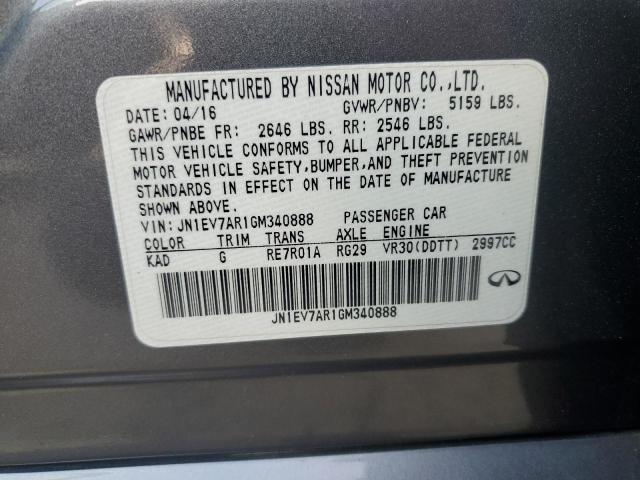 MANUFACTURED BY NISSAN MOTOR CO.,LTD.
DATE: 04/16 GVWR/PNBV: 5159 LBS.
GAWR/PNBE FR: 2646 LBS. RR: 2546 LBS.
THIS VEHICLE CONFORMS TO ALL APPLICABLE FEDERAL
MOTOR VEHICLE SAFETY, BUMPER, AND THEFT PREVENTION
STANDARDS IN EFFECT ON THE DATE OF MANUFACTURE
SHOWN ABOVE.
VIN: JN1EV7AR1GM340888 PASSENGER CAR
COLOR TRIM TRANS AXLE ENGINE
KAD G RE7R01A RG29 VR30(DDTT) 2997CC
JN1EV7AR1GM340888